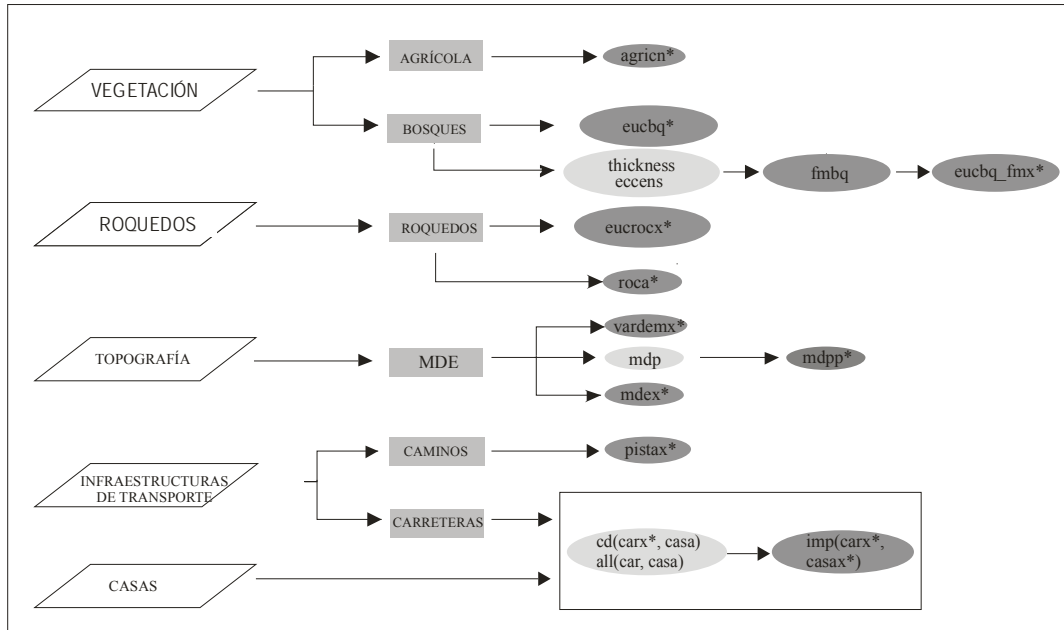 VEGETACIÓN
AGRÍCOLA
agricn*
BOSQUES
eucbq*
thickness
eccens
fmbq
eucbq_fmx*
ROQUEDOS
ROQUEDOS
eucrocx*
roca*
TOPOGRAFÍA
MDE
vardemx*
mdp
mdpp*
mdex*
INFRAESTRUCTURAS
DE TRANSPORTE
CAMINOS
pistax*
CARRETERAS
cd(carx*, casa)
all(car, casa)
imp(carx*,
casax*)
CASAS